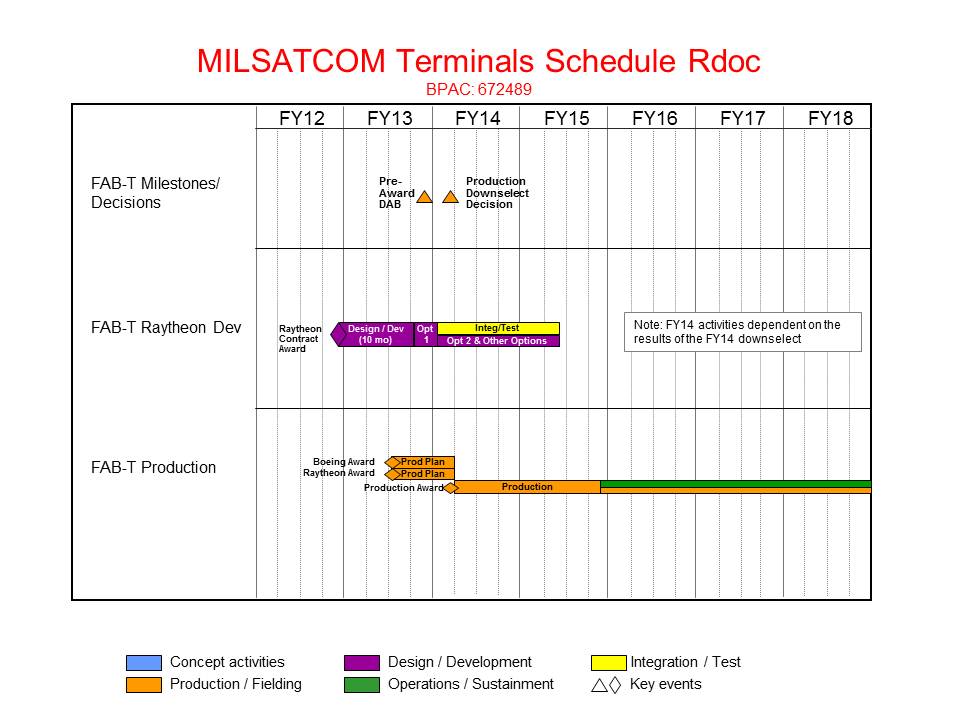 MILSATCOM Terminals Schedule Rdoc
BPAC: 672489
FY12 FY13 FY14 FY15 FY16 FY17 FY18
FAB-T Milestones/
Decisions
Pre-
Award
DAB
Production
Downselect
Decision
FAB-T Raytheon Dev
Raytheon
Contract
Award
Design / Dev
(10 mo)
Opt
1
Integ/Test
Opt 2 & Other Options
Note: FY14 activities dependent on the
results of the FY14 downselect
FAB-T Production
Boeing Award
Prod Plan
Raytheon Award
Prod Plan
Production Award
Production
Concept activities
Design / Development
Integration / Test
Production / Fielding
Operations / Sustainment
Key events